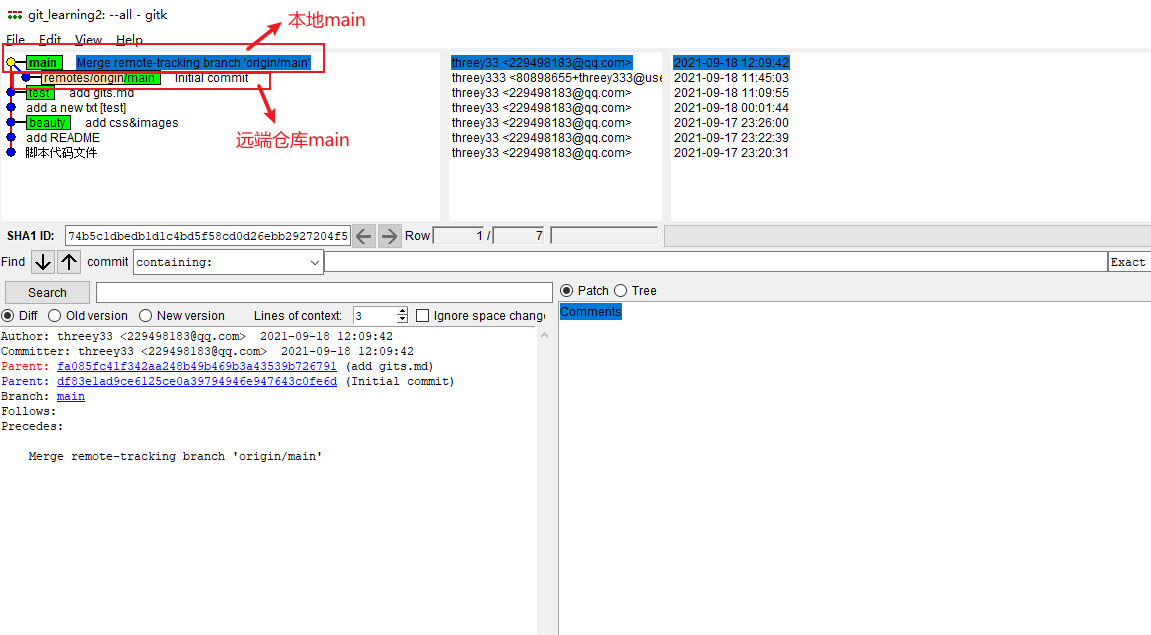 git_learning2: --all - gitk
本地main
File Edit View Help
main Merge remote-tracking branch 'origin/main' threey33 <229498183@qq.com> 2021-09-18 12:09:42
remotes/origin/main Initial commit threey333 <80898655+threey333@use 2021-09-18 11:45:03
test add gits.md threey33 <229498183@qq.com> 2021-09-18 11:09:55
add a new txt [test] threey33 <229498183@qq.com> 2021-09-18 00:01:44
beauty add css&images threey33 <229498183@qq.com> 2021-09-17 23:26:00
add README threey33 <229498183@qq.com> 2021-09-17 23:22:39
远端仓库main
脚本代码文件 threey33 <229498183@qq.com> 2021-09-17 23:20:31
SHA1 ID: 74b5c1dbedb1d1c4bd5f58cd0d26ebb2927204f5 Row 1 / 7
Find commit containing: Exact
Search Patch Tree
Diff Old version New version Lines of context: 3 Ignore space change
Comments
Author: threey33 <229498183@qq.com> 2021-09-18 12:09:42
Committer: threey33 <229498183@qq.com> 2021-09-18 12:09:42
Parent: fa085fc41f342aa248b49b469b3a43539b726791 (add gits.md)
Parent: df83e1ad9ce6125ce0a39794946e947643c0fe6d (Initial commit)
Branch: main
Follows:
Precedes:
Merge remote-tracking branch 'origin/main'